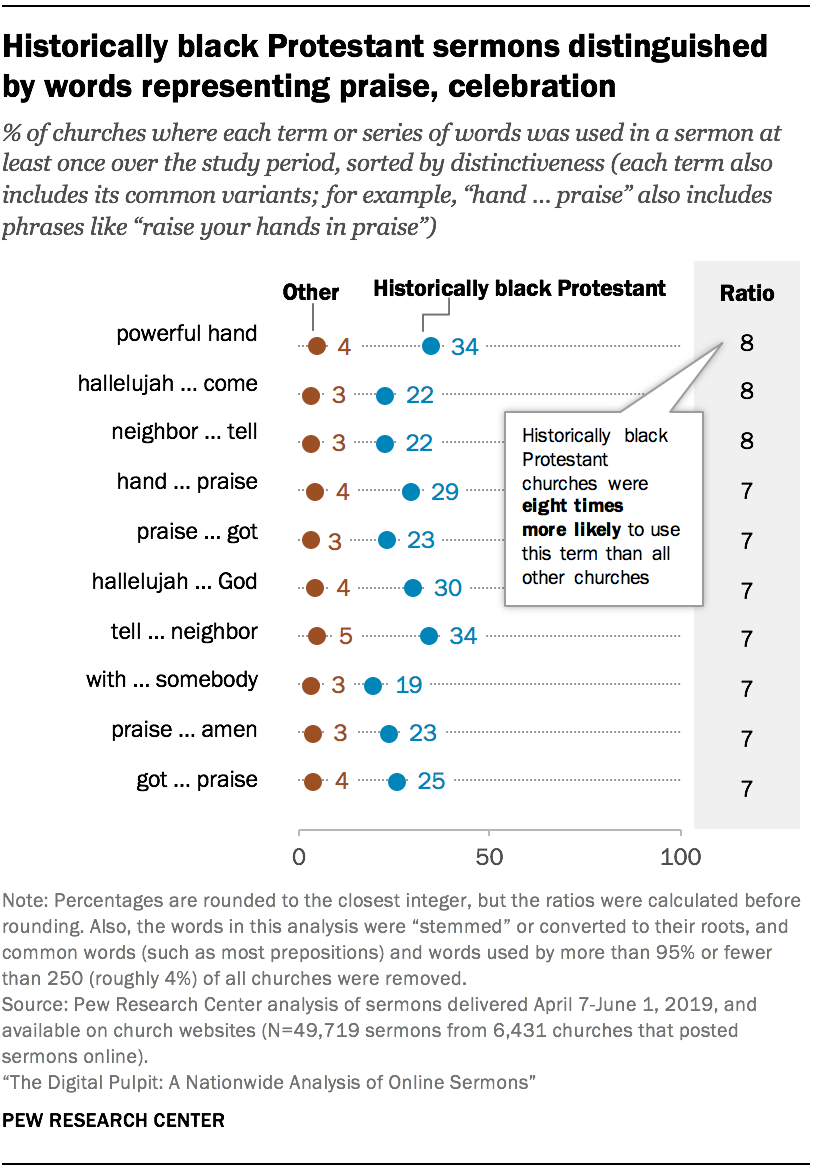 Historically black Protestant sermons distinguished
by words representing praise, celebration
% of churches where each term or series of words was used in a sermon at
least once over the study period, sorted by distinctiveness (each term also
includes its common variants; for example, “hand ... praise” also includes
phrases like “raise your hands in praise”)
Other Historically black Protestant Ratio
powerful hand 4 34 8
hallelujah ... come 3 22 8
neighbor ... tell 3 22 8
hand ... praise 4 29 7
praise ... got 3 23 7
hallelujah ... God 4 30 7
tell ... neighbor 5 34 7
with ... somebody 3 19 7
praise ... amen 3 23 7
got ... praise 4 25 7
Historically black
Protestant
churches were
eight times
more likely to use
this term than all
other churches
0 50 100
Note: Percentages are rounded to the closest integer, but the ratios were calculated before
rounding. Also, the words in this analysis were “stemmed” or converted to their roots, and
common words (such as most prepositions) and words used by more than 95% or fewer
than 250 (roughly 4%) of all churches were removed.
Source: Pew Research Center analysis of sermons delivered April 7-June 1, 2019, and
available on church websites (N=49,719 sermons from 6,431 churches that posted
sermons online).
“The Digital Pulpit: A Nationwide Analysis of Online Sermons”
PEW RESEARCH CENTER